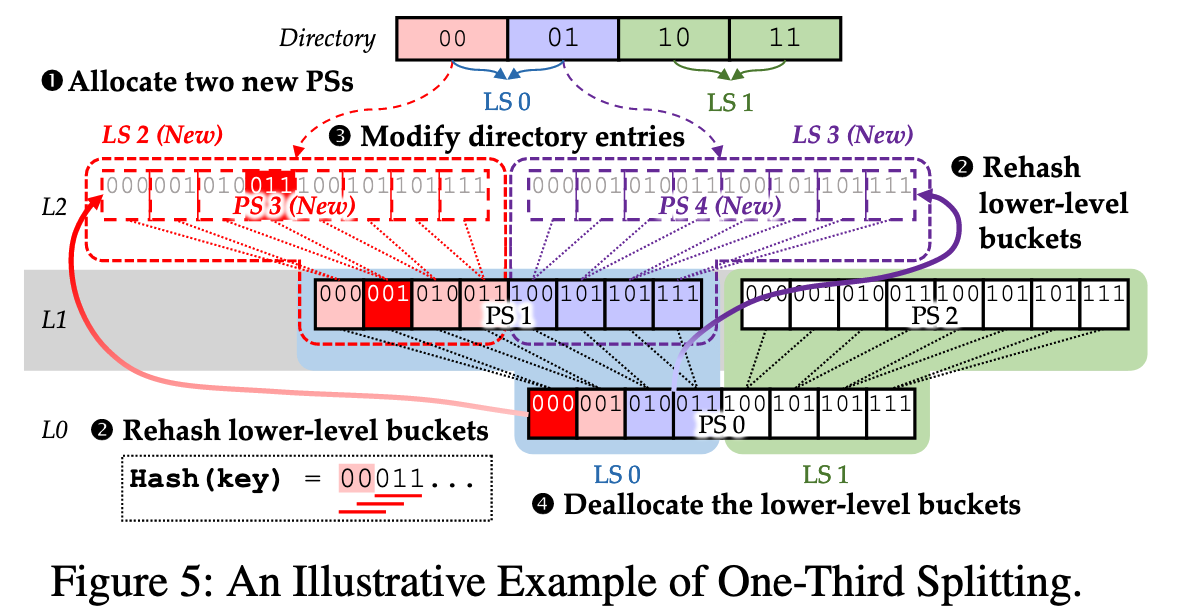 Directory 00 01 10 11
❶ Allocate two new PSs
LS 0 LS 1
LS 2 (New) ❸ Modify directory entries LS 3 (New)
❷ Rehash
lower-level
buckets
L2 000 001 010 011 100 101 101 111 000 001 010 011 100 101 101 111
PS 3 (New) PS 4 (New)
L1 000 001 010 011 100 101 101 111 000 001 010 011 100 101 101 111
PS 1 PS 2
L0 ❷ Rehash lower-level buckets 000 001 010 011 100 101 101 111
PS 0
Hash(key) = 00011...
LS 0 LS 1
❹ Deallocate the lower-level buckets
Figure 5: An Illustrative Example of One-Third Splitting.